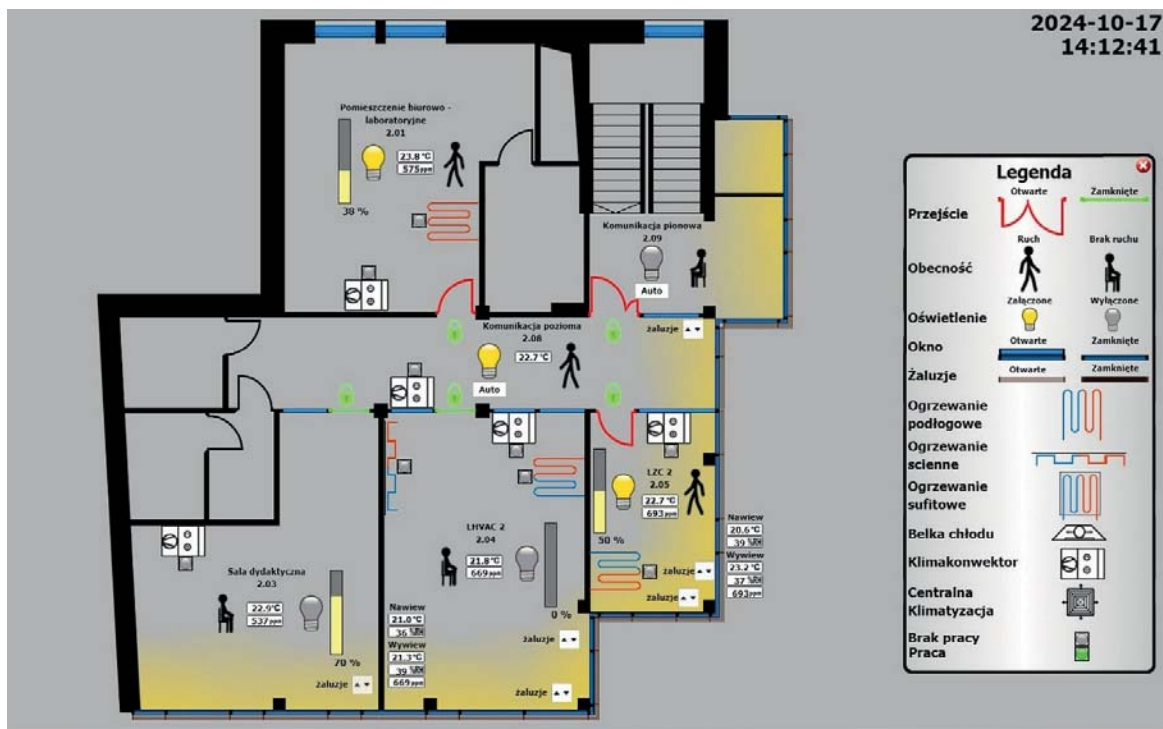 2024-10-17
14:12:41
Pomieszczenie biurowo -
laboratoryjne
2.01
23.8 °C
575 ppm
38 %
Komunikacja pionowa
2.09
Auto
Komunikacja pozioma
2.08
22.7 °C
Auto
żaluzje
LZC 2
2.05
22.7 °C
693 ppm
50 %
żaluzje
żaluzje
Nawiew
20.6 °C
39 %RH
Wywiew
23.2 °C
37 %RH
693 ppm
LHVAC 2
2.04
21.8 °C
669 ppm
0 %
Nawiew
21.0 °C
36 %RH
Wywiew
21.3 °C
39 %RH
669 ppm
żaluzje
żaluzje
Sala dydaktyczna
2.03
22.9 °C
537 ppm
70 %
żaluzje
Legenda
Otwarte Zamknięte
Przejście
Ruch Brak ruchu
Obecność
Załączone Wyłączone
Oświetlenie
Otwarte Zamknięte
Okno
Otwarte Zamknięte
Żaluzje
Ogrzewanie
podłogowe
Ogrzewanie
scienne
Ogrzewanie
sufitowe
Belka chłodu
Klimakonwektor
Centralna
Klimatyzacja
Brak pracy
Praca